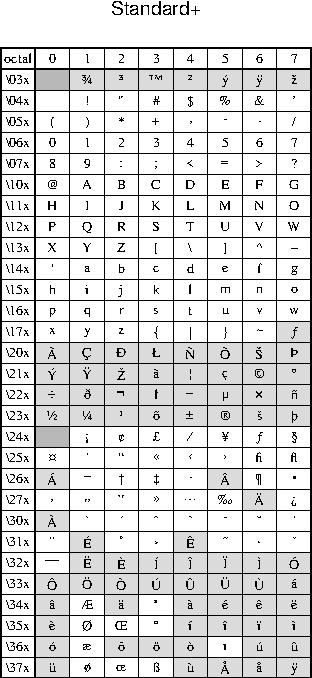 Standard+
octal 0 1 2 3 4 5 6 7
\03x ¾ ³ ™ ² ý ÿ ž
\04x ! " # $ % & ’
\05x ( ) * + , - . /
\06x 0 1 2 3 4 5 6 7
\07x 8 9 : ; < = > ?
\10x @ A B C D E F G
\11x H I J K L M N O
\12x P Q R S T U V W
\13x X Y Z [ \ ] ^ _
\14x ‘ a b c d e f g
\15x h i j k l m n o
\16x p q r s t u v w
\17x x y z { | } ~ ƒ
\20x À Ç Ð Ł Ñ Õ Š Þ
\21x Ý Ÿ Ž à ¦ ç © °
\22x ÷ ð ¬ ł − µ × ñ
\23x ½ ¼ ¹ õ ± ® š þ
\24x ¡ ¢ £ ⁄ ¥ ƒ §
\25x ¤ ' “ « ‹ › ﬁ ﬂ
\26x Á – † ‡ · Â ¶ •
\27x ‚ „ ” » … ‰ Ä ¿
\30x À ` ´ ˆ ˜ ¯ ˘ ˙
\31x ¨ É ˚ ¸ Ê ˝ ˛ ˇ
\32x — Ë È Í Î Ï Ì Ó
\33x Ô Ö Ò Ú Û Ü Ù á
\34x â Æ ä ª à é ê ë
\35x è Ø Œ º í î ï ì
\36x ó æ ô ö ò ı ú û
\37x ü ø œ ß ù Å å ÿ